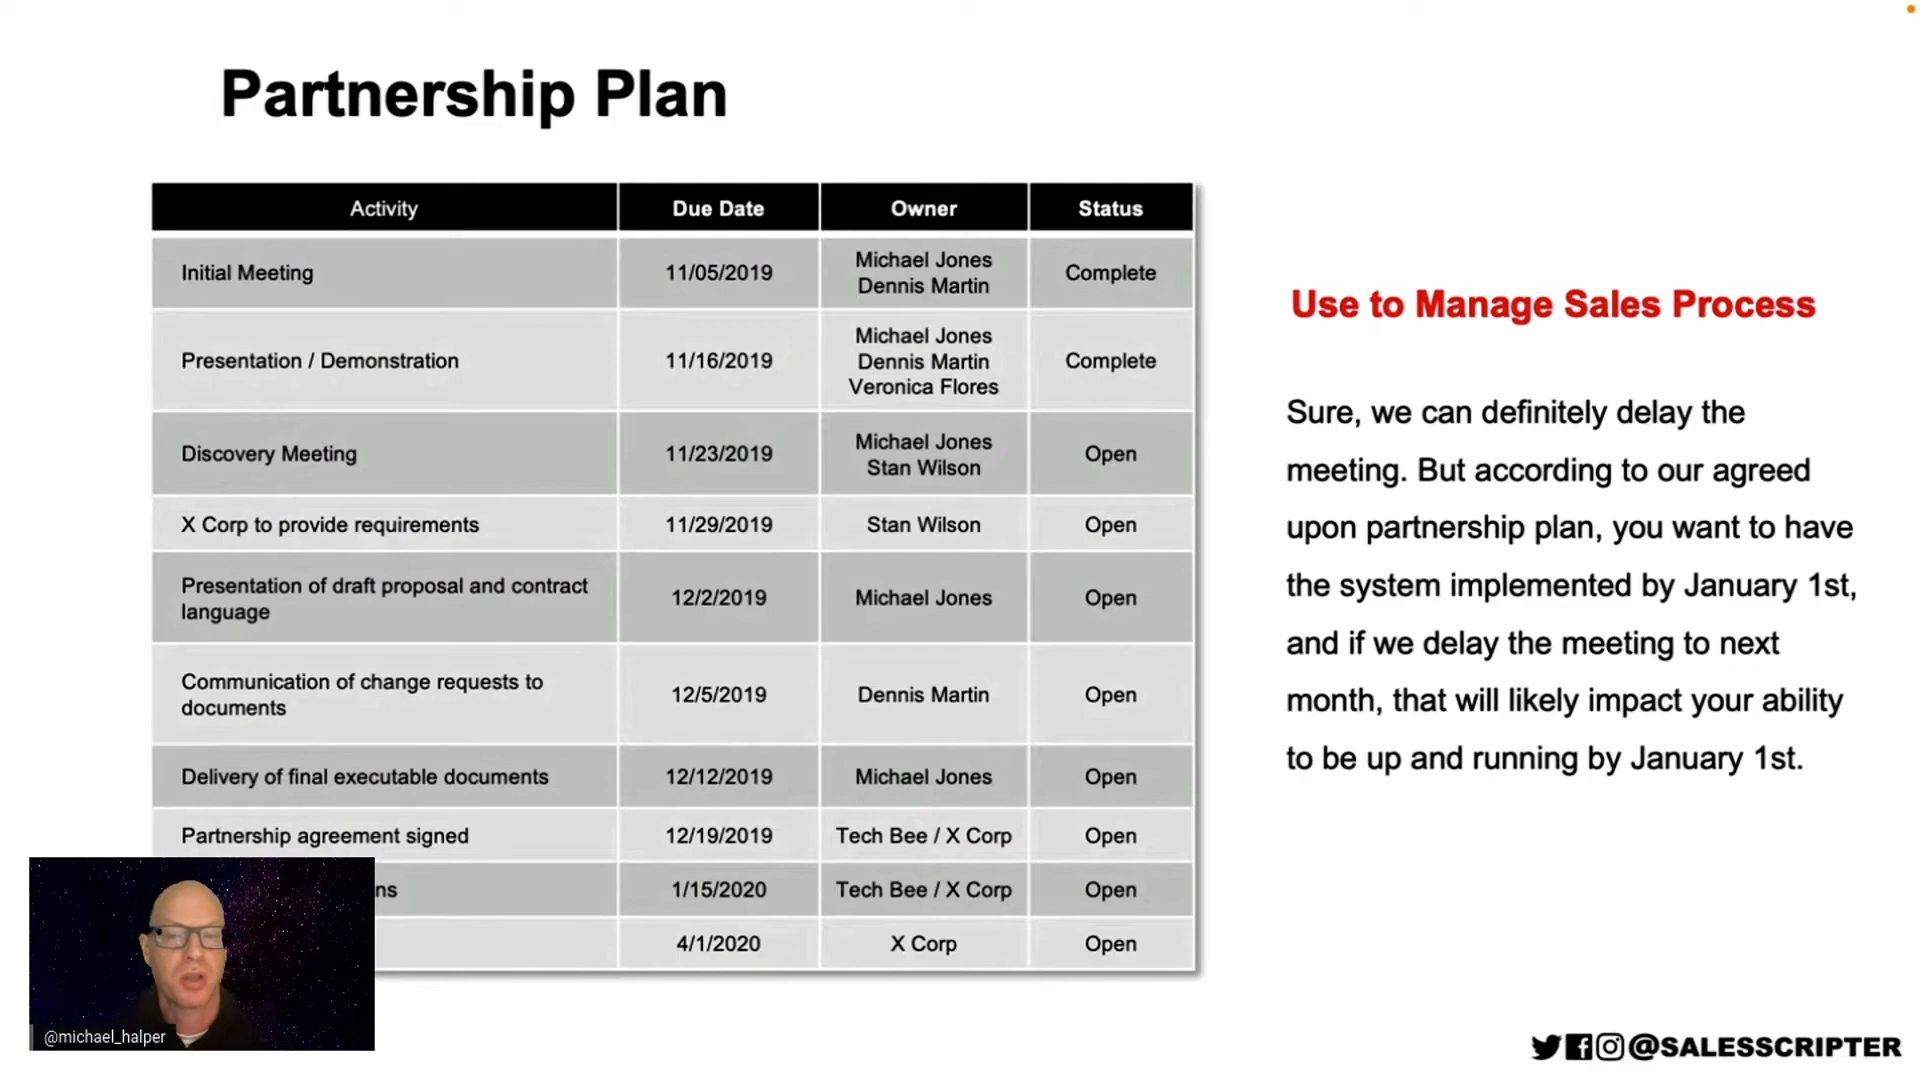 Partnership Plan
Activity Due Date Owner Status
Initial Meeting 11/05/2019 Michael Jones Complete
Dennis Martin
Presentation / Demonstration 11/16/2019 Michael Jones Complete
Dennis Martin
Veronica Flores
Discovery Meeting 11/23/2019 Michael Jones Open
Stan Wilson
X Corp to provide requirements 11/29/2019 Stan Wilson Open
Presentation of draft proposal and contract 12/2/2019 Michael Jones Open
language
Communication of change requests to 12/5/2019 Dennis Martin Open
documents
Delivery of final executable documents 12/12/2019 Michael Jones Open
Partnership agreement signed 12/19/2019 Tech Bee / X Corp Open
ns 1/15/2020 Tech Bee / X Corp Open
4/1/2020 X Corp Open
Use to Manage Sales Process
Sure, we can definitely delay the
meeting. But according to our agreed
upon partnership plan, you want to have
the system implemented by January 1st,
and if we delay the meeting to next
month, that will likely impact your ability
to be up and running by January 1st.
@michael_halper
@SALESSCRIPTER